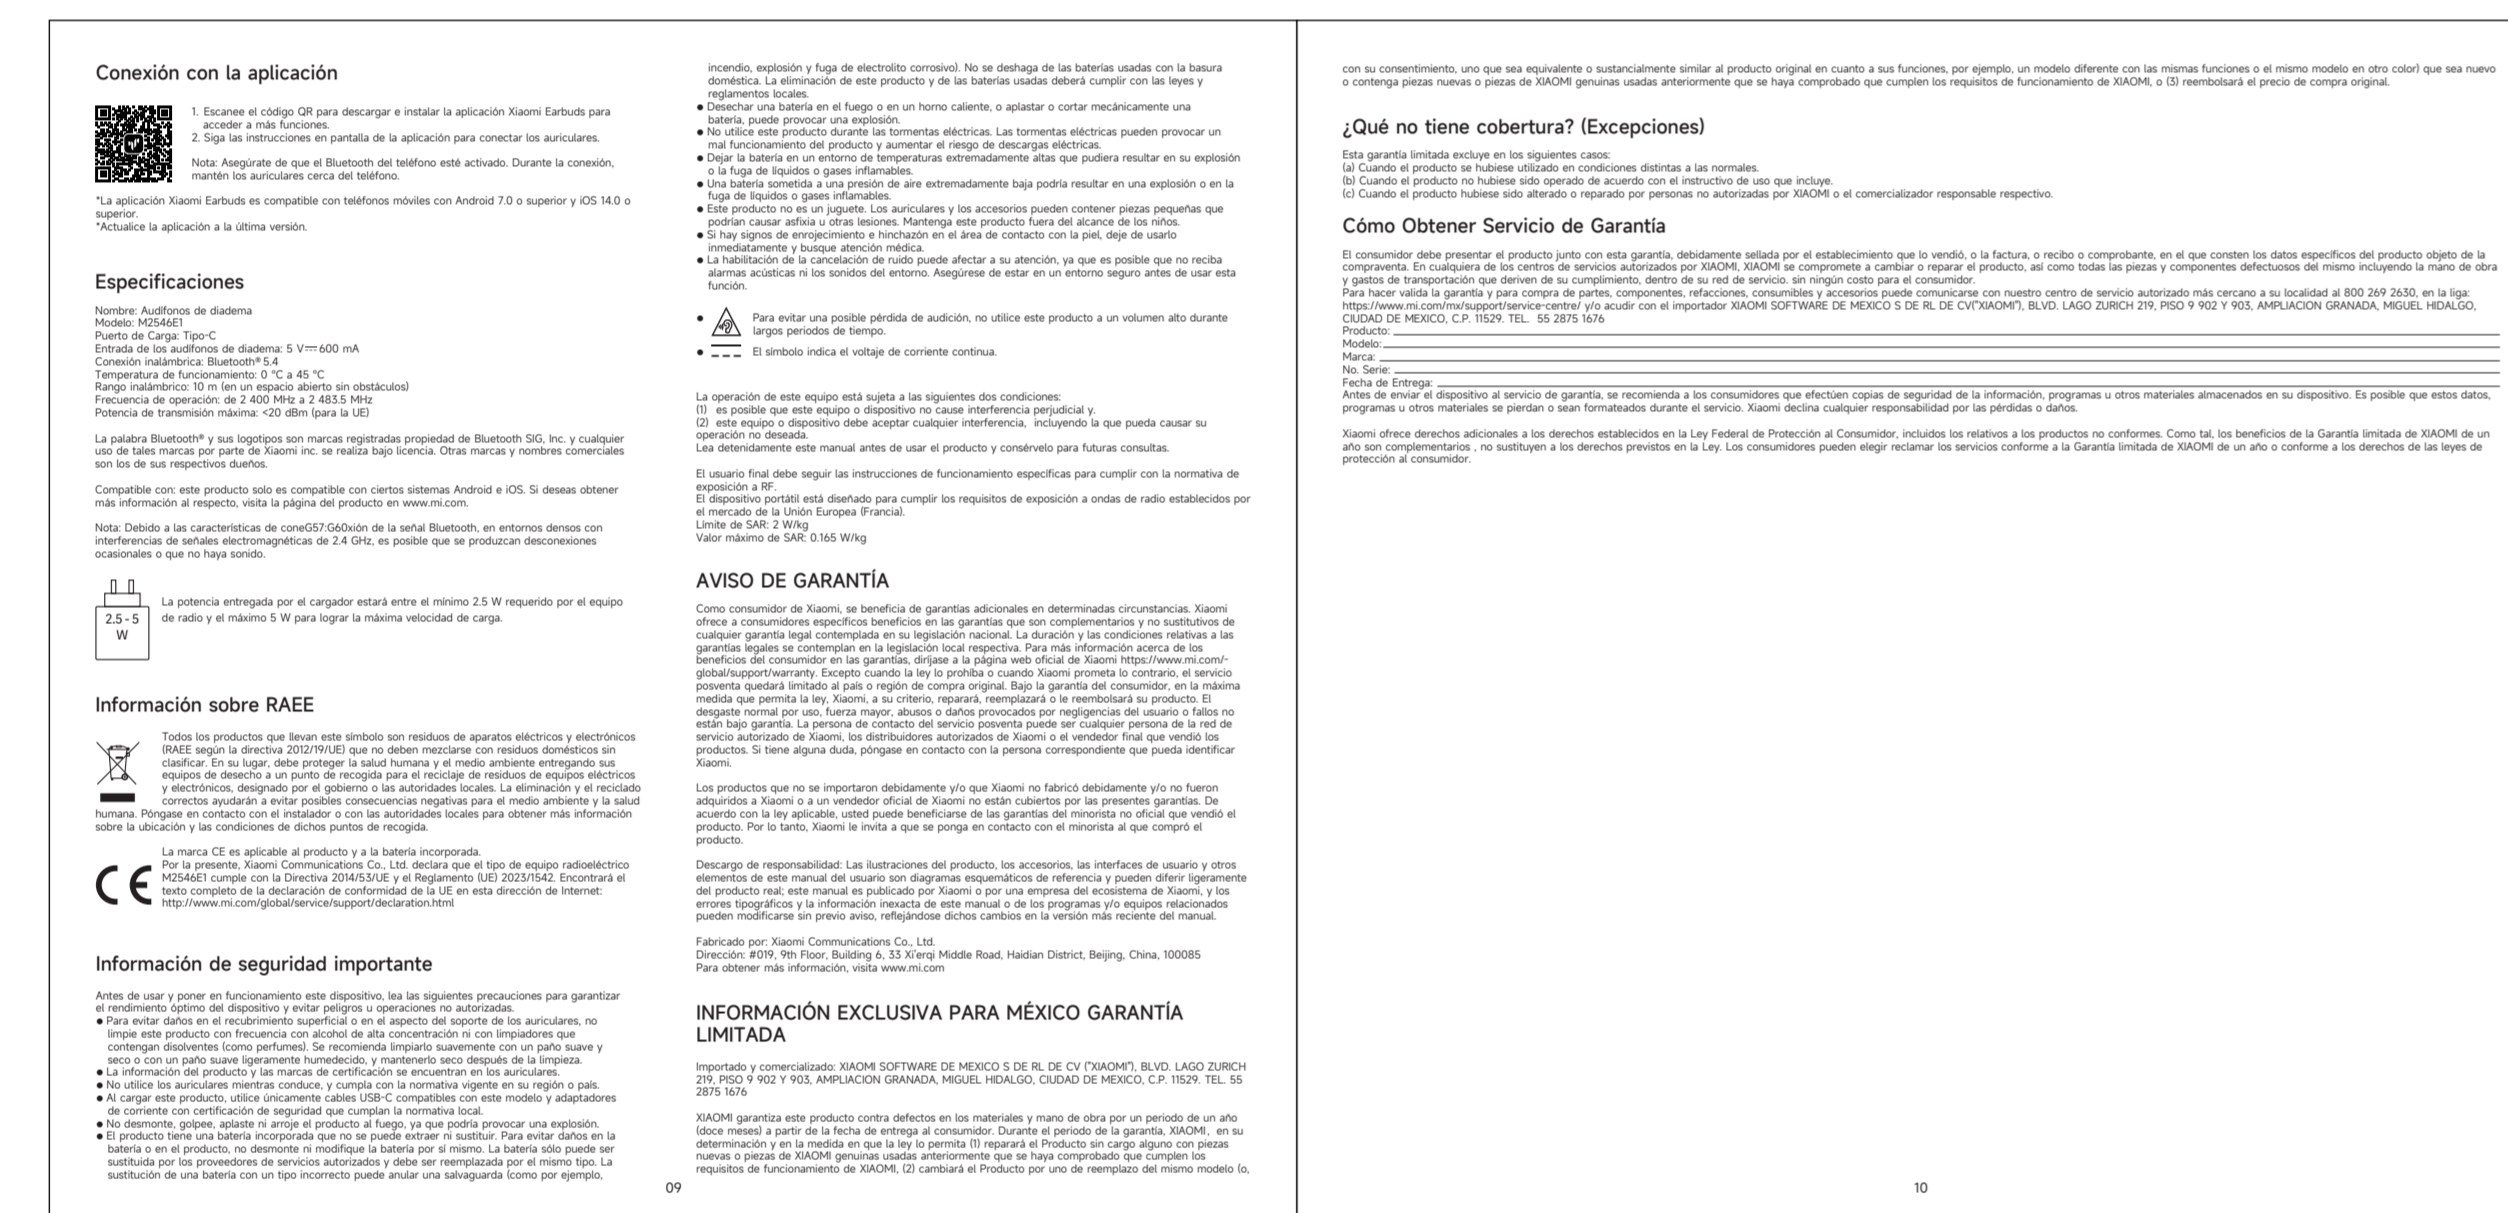 Conexión con la aplicación
1. Escanee el código QR para descargar e instalar la aplicación Xiaomi Earbuds para
acceder a más funciones.
2. Siga las instrucciones en pantalla de la aplicación para conectar los auriculares.
Nota: Asegúrate de que el Bluetooth del teléfono esté activado. Durante la conexión,
mantén los auriculares cerca del teléfono.
*La aplicación Xiaomi Earbuds es compatible con teléfonos móviles con Android 7.0 o superior y iOS 14.0 o
superior.
*Actualice la aplicación a la última versión.
Especificaciones
Nombre: Audífonos de diadema
Modelo: M2546E1
Puerto de Carga: Tipo-C
Entrada de los audífonos de diadema: 5 V⎓600 mA
Conexión inalámbrica: Bluetooth® 5.4
Temperatura de funcionamiento: 0 °C a 45 °C
Rango inalámbrico: 10 m (en un espacio abierto sin obstáculos)
Frecuencia de operación: de 2 400 MHz a 2 483.5 MHz
Potencia de transmisión máxima: <20 dBm (para la UE)
La palabra Bluetooth® y sus logotipos son marcas registradas propiedad de Bluetooth SIG, Inc. y cualquier
uso de tales marcas por parte de Xiaomi inc. se realiza bajo licencia. Otras marcas y nombres comerciales
son los de sus respectivos dueños.
Compatible con: este producto solo es compatible con ciertos sistemas Android e iOS. Si deseas obtener
más información al respecto, visita la página del producto en www.mi.com.
Nota: Debido a las características de coneG57:G60xión de la señal Bluetooth, en entornos densos con
interferencias de señales electromagnéticas de 2.4 GHz, es posible que se produzcan desconexiones
ocasionales o que no haya sonido.
2.5 - 5
W
La potencia entregada por el cargador estará entre el mínimo 2.5 W requerido por el equipo
de radio y el máximo 5 W para lograr la máxima velocidad de carga.
Información sobre RAEE
Todos los productos que llevan este símbolo son residuos de aparatos eléctricos y electrónicos
(RAEE según la directiva 2012/19/UE) que no deben mezclarse con residuos domésticos sin
clasificar. En su lugar, debe proteger la salud humana y el medio ambiente entregando sus
equipos de desecho a un punto de recogida para el reciclaje de residuos de equipos eléctricos
y electrónicos, designado por el gobierno o las autoridades locales. La eliminación y el reciclado
correctos ayudarán a evitar posibles consecuencias negativas para el medio ambiente y la salud
humana. Póngase en contacto con el instalador o con las autoridades locales para obtener más información
sobre la ubicación y las condiciones de dichos puntos de recogida.
CE
La marca CE es aplicable al producto y a la batería incorporada.
Por la presente, Xiaomi Communications Co., Ltd. declara que el tipo de equipo radioeléctrico
M2546E1 cumple con la Directiva 2014/53/UE y el Reglamento (UE) 2023/1542. Encontrará el
texto completo de la declaración de conformidad de la UE en esta dirección de Internet:
http://www.mi.com/global/service/support/declaration.html
Información de seguridad importante
Antes de usar y poner en funcionamiento este dispositivo, lea las siguientes precauciones para garantizar
el rendimiento óptimo del dispositivo y evitar peligros u operaciones no autorizadas.
● Para evitar daños en el recubrimiento superficial o en el aspecto del soporte de los auriculares, no
limpie este producto con frecuencia con alcohol de alta concentración ni con limpiadores que
contengan disolventes (como perfumes). Se recomienda limpiarlo suavemente con un paño suave y
seco o con un paño suave ligeramente humedecido, y mantenerlo seco después de la limpieza.
● La información del producto y las marcas de certificación se encuentran en los auriculares.
● No utilice los auriculares mientras conduce, y cumpla con la normativa vigente en su región o país.
● Al cargar este producto, utilice únicamente cables USB-C compatibles con este modelo y adaptadores
de corriente con certificación de seguridad que cumplan la normativa local.
● No desmonte, golpee, aplaste ni arroje el producto al fuego, ya que podría provocar una explosión.
● El producto tiene una batería incorporada que no se puede extraer ni sustituir. Para evitar daños en la
batería o en el producto, no desmonte ni modifique la batería por sí mismo. La batería sólo puede ser
sustituida por los proveedores de servicios autorizados y debe ser reemplazada por el mismo tipo. La
sustitución de una batería con un tipo incorrecto puede anular una salvaguarda (como por ejemplo,
incendio, explosión y fuga de electrolito corrosivo). No se deshaga de las baterías usadas con la basura
doméstica. La eliminación de este producto y de las baterías usadas deberá cumplir con las leyes y
reglamentos locales.
● Desechar una batería en el fuego o en un horno caliente, o aplastar o cortar mecánicamente una
batería, puede provocar una explosión.
● No utilice este producto durante las tormentas eléctricas. Las tormentas eléctricas pueden provocar un
mal funcionamiento del producto y aumentar el riesgo de descargas eléctricas.
● Dejar la batería en un entorno de temperaturas extremadamente altas que pudiera resultar en su explosión
o la fuga de líquidos o gases inflamables.
● Una batería sometida a una presión de aire extremadamente baja podría resultar en una explosión o en la
fuga de líquidos o gases inflamables.
● Este producto no es un juguete. Los auriculares y los accesorios pueden contener piezas pequeñas que
podrían causar asfixia u otras lesiones. Mantenga este producto fuera del alcance de los niños.
● Si hay signos de enrojecimiento e hinchazón en el área de contacto con la piel, deje de usarlo
inmediatamente y busque atención médica.
● La habilitación de la cancelación de ruido puede afectar a su atención, ya que es posible que no reciba
alarmas acústicas ni los sonidos del entorno. Asegúrese de estar en un entorno seguro antes de usar esta
función.
● Para evitar una posible pérdida de audición, no utilice este producto a un volumen alto durante
largos periodos de tiempo.
● El símbolo indica el voltaje de corriente continua.
La operación de este equipo está sujeta a las siguientes dos condiciones:
(1) es posible que este equipo o dispositivo no cause interferencia perjudicial y.
(2) este equipo o dispositivo debe aceptar cualquier interferencia, incluyendo la que pueda causar su
operación no deseada.
Lea detenidamente este manual antes de usar el producto y consérvelo para futuras consultas.
El usuario final debe seguir las instrucciones de funcionamiento específicas para cumplir con la normativa de
exposición a RF.
El dispositivo portátil está diseñado para cumplir los requisitos de exposición a ondas de radio establecidos por
el mercado de la Unión Europea (Francia).
Límite de SAR: 2 W/kg
Valor máximo de SAR: 0.165 W/kg
AVISO DE GARANTÍA
Como consumidor de Xiaomi, se beneficia de garantías adicionales en determinadas circunstancias. Xiaomi
ofrece a consumidores específicos beneficios en las garantías que son complementarios y no sustitutivos de
cualquier garantía legal contemplada en su legislación nacional. La duración y las condiciones relativas a las
garantías legales se contemplan en la legislación local respectiva. Para más información acerca de los
beneficios del consumidor en las garantías, diríjase a la página web oficial de Xiaomi https://www.mi.com/-
global/support/warranty. Excepto cuando la ley lo prohíba o cuando Xiaomi prometa lo contrario, el servicio
posventa quedará limitado al país o región de compra original. Bajo la garantía del consumidor, en la máxima
medida que permita la ley, Xiaomi, a su criterio, reparará, reemplazará o le reembolsará su producto. El
desgaste normal por uso, fuerza mayor, abusos o daños provocados por negligencias del usuario o fallos no
están bajo garantía. La persona de contacto del servicio posventa puede ser cualquier persona de la red de
servicio autorizado de Xiaomi, los distribuidores autorizados de Xiaomi o el vendedor final que vendió los
productos. Si tiene alguna duda, póngase en contacto con la persona correspondiente que pueda identificar
Xiaomi.
Los productos que no se importaron debidamente y/o que Xiaomi no fabricó debidamente y/o no fueron
adquiridos a Xiaomi o a un vendedor oficial de Xiaomi no están cubiertos por las presentes garantías. De
acuerdo con la ley aplicable, usted puede beneficiarse de las garantías del minorista no oficial que vendió el
producto. Por lo tanto, Xiaomi le invita a que se ponga en contacto con el minorista al que compró el
producto.
Descargo de responsabilidad: Las ilustraciones del producto, los accesorios, las interfaces de usuario y otros
elementos de este manual del usuario son diagramas esquemáticos de referencia y pueden diferir ligeramente
del producto real; este manual es publicado por Xiaomi o por una empresa del ecosistema de Xiaomi, y los
errores tipográficos y la información inexacta de este manual o de los programas y/o equipos relacionados
pueden modificarse sin previo aviso, reflejándose dichos cambios en la versión más reciente del manual.
Fabricado por: Xiaomi Communications Co., Ltd.
Dirección: #019, 9th Floor, Building 6, 33 Xi'erqi Middle Road, Haidian District, Beijing, China, 100085
Para obtener más información, visita www.mi.com
INFORMACIÓN EXCLUSIVA PARA MÉXICO GARANTÍA
LIMITADA
Importado y comercializado: XIAOMI SOFTWARE DE MEXICO S DE RL DE CV ("XIAOMI"), BLVD. LAGO ZURICH
219, PISO 9 902 Y 903, AMPLIACION GRANADA, MIGUEL HIDALGO, CIUDAD DE MEXICO, C.P. 11529. TEL. 55
2875 1676
XIAOMI garantiza este producto contra defectos en los materiales y mano de obra por un periodo de un año
(doce meses) a partir de la fecha de entrega al consumidor. Durante el periodo de la garantía, XIAOMI, en su
determinación y en la medida en que la ley lo permita (1) reparará el Producto sin cargo alguno con piezas
nuevas o piezas de XIAOMI genuinas usadas anteriormente que se haya comprobado que cumplen los
requisitos de funcionamiento de XIAOMI, (2) cambiará el Producto por uno de reemplazo del mismo modelo (o,
09
con su consentimiento, uno que sea equivalente o sustancialmente similar al producto original en cuanto a sus funciones, por ejemplo, un modelo diferente con las mismas funciones o el mismo modelo en otro color) que sea nuevo
o contenga piezas nuevas o piezas de XIAOMI genuinas usadas anteriormente que se haya comprobado que cumplen los requisitos de funcionamiento de XIAOMI, o (3) reembolsará el precio de compra original.
¿Qué no tiene cobertura? (Excepciones)
Esta garantía limitada excluye en los siguientes casos:
(a) Cuando el producto se hubiese utilizado en condiciones distintas a las normales.
(b) Cuando el producto no hubiese sido operado de acuerdo con el instructivo de uso que incluye.
(c) Cuando el producto hubiese sido alterado o reparado por personas no autorizadas por XIAOMI o el comercializador responsable respectivo.
Cómo Obtener Servicio de Garantía
El consumidor debe presentar el producto junto con esta garantía, debidamente sellada por el establecimiento que lo vendió, o la factura, o recibo o comprobante, en el que consten los datos específicos del producto objeto de la
compraventa. En cualquiera de los centros de servicios autorizados por XIAOMI, XIAOMI se compromete a cambiar o reparar el producto, así como todas las piezas y componentes defectuosos del mismo incluyendo la mano de obra
y gastos de transportación que deriven de su cumplimiento, dentro de su red de servicio. sin ningún costo para el consumidor.
Para hacer valida la garantía y para compra de partes, componentes, refacciones, consumibles y accesorios puede comunicarse con nuestro centro de servicio autorizado más cercano a su localidad al 800 269 2630, en la liga:
https://www.mi.com/mx/support/service-centre/ y/o acudir con el importador XIAOMI SOFTWARE DE MEXICO S DE RL DE CV("XIAOMI"), BLVD. LAGO ZURICH 219, PISO 9 902 Y 903, AMPLIACION GRANADA, MIGUEL HIDALGO,
CIUDAD DE MEXICO, C.P. 11529. TEL. 55 2875 1676
Producto:
Modelo:
Marca:
No. Serie:
Fecha de Entrega:
Antes de enviar el dispositivo al servicio de garantía, se recomienda a los consumidores que efectúen copias de seguridad de la información, programas u otros materiales almacenados en su dispositivo. Es posible que estos datos,
programas u otros materiales se pierdan o sean formateados durante el servicio. Xiaomi declina cualquier responsabilidad por las pérdidas o daños.
Xiaomi ofrece derechos adicionales a los derechos establecidos en la Ley Federal de Protección al Consumidor, incluidos los relativos a los productos no conformes. Como tal, los beneficios de la Garantía limitada de XIAOMI de un
año son complementarios , no sustituyen a los derechos previstos en la Ley. Los consumidores pueden elegir reclamar los servicios conforme a la Garantía limitada de XIAOMI de un año o conforme a los derechos de las leyes de
protección al consumidor.
10